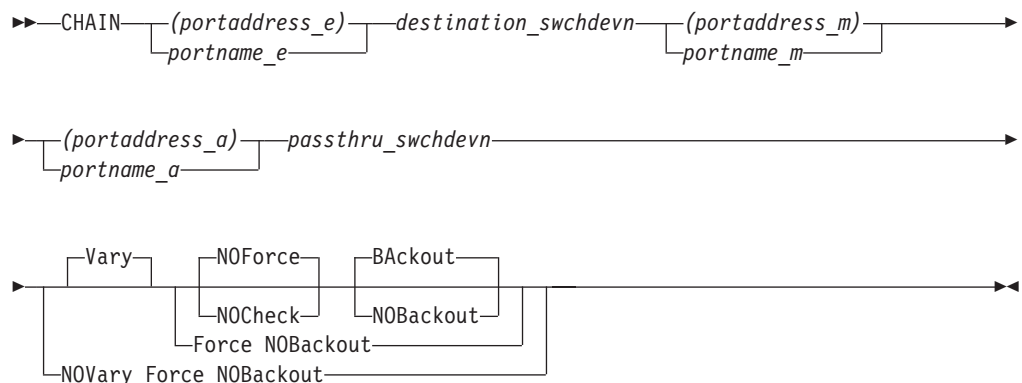 CHAIN (portaddress_e) destination_swchdevn (portaddress_m)
portname_e portname_m
(portaddress_a) passthru_swchdevn
portname_a
Vary NOForce BAckout
NOCheck NOBackout
Force NOBackout
NOVary Force NOBackout